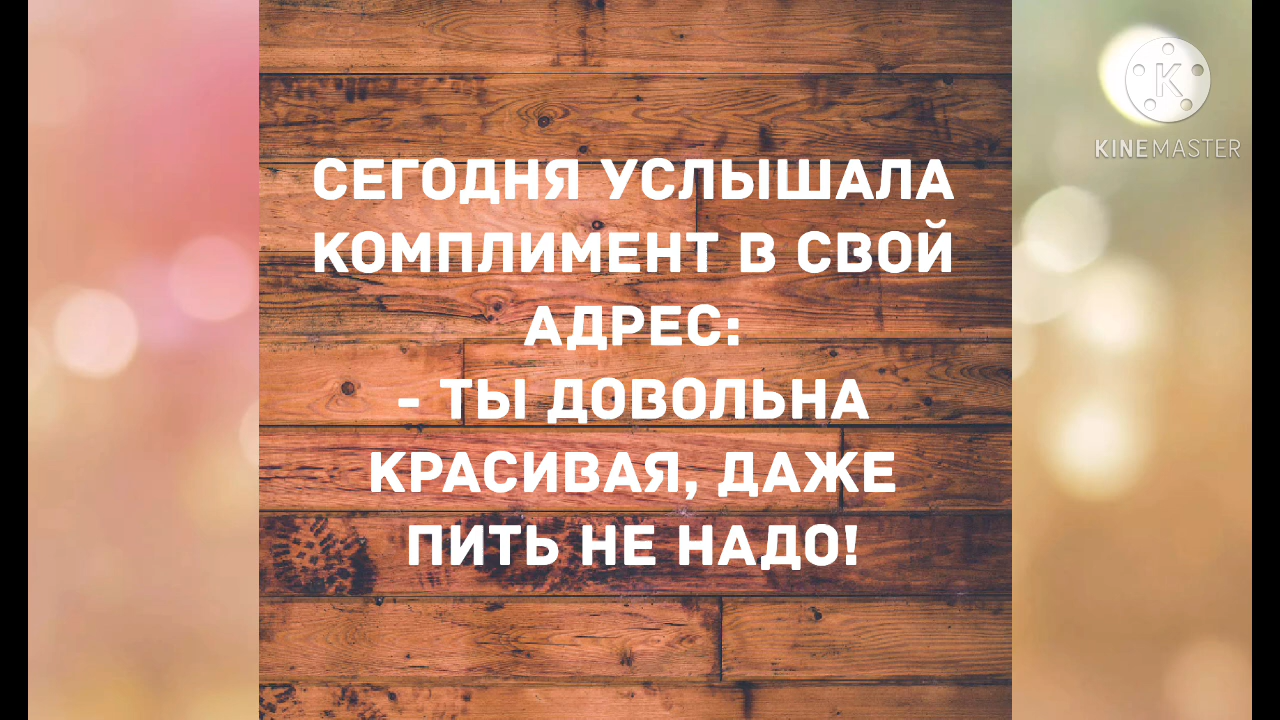 СЕГОДНЯ УСЛЫШАЛА
КОМПЛИМЕНТ В СВОЙ
АДРЕС:
- ТЫ ДОВОЛЬНА
КРАСИВАЯ, ДАЖЕ
ПИТЬ НЕ НАДО!
K
KINEMASTER